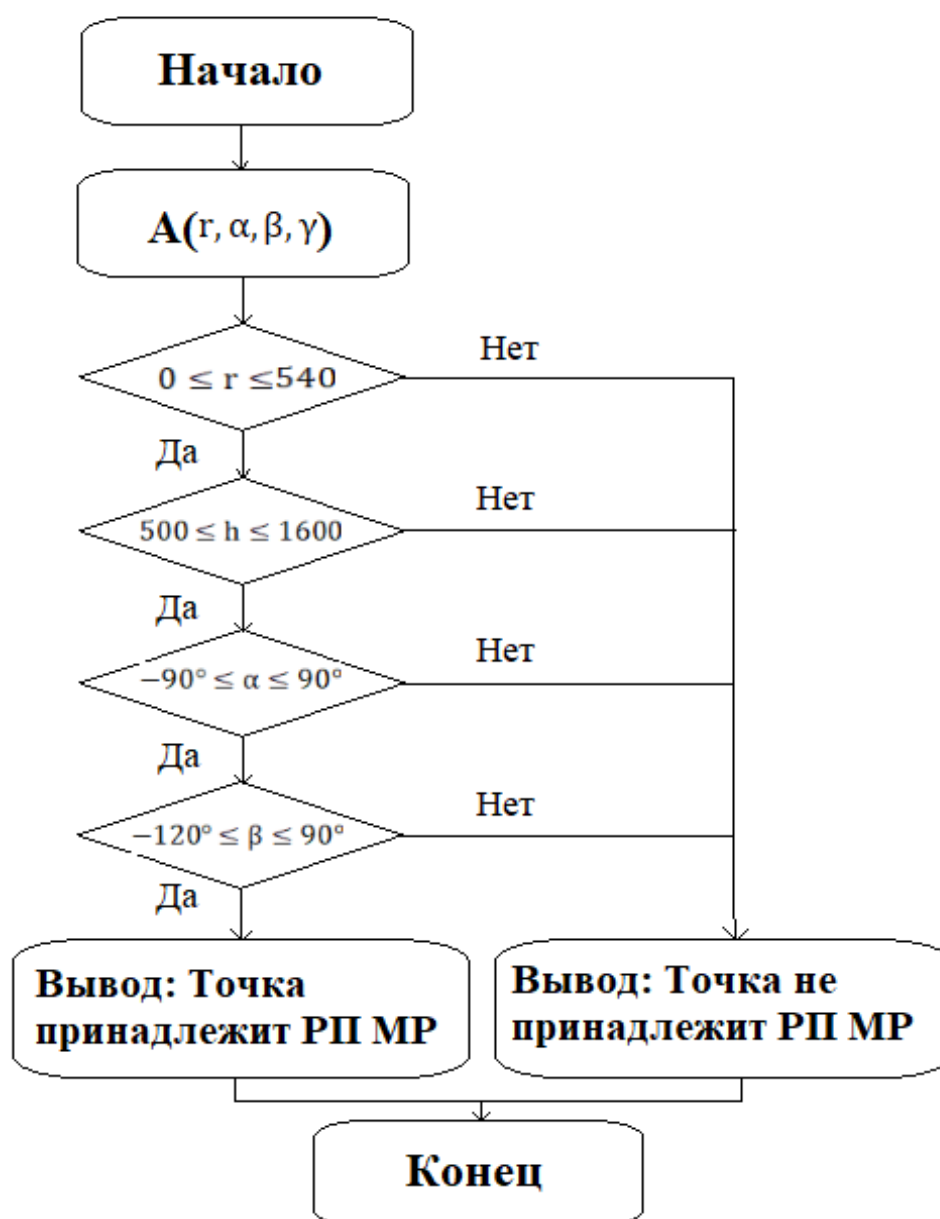 Начало
A(r, α, β, γ)
0 ≤ r ≤540
Нет
Да
500 ≤ h ≤ 1600
Нет
Да
−90° ≤ α ≤ 90°
Нет
Да
−120° ≤ β ≤ 90°
Нет
Да
Вывод: Точка
принадлежит РП МР
Вывод: Точка не
принадлежит РП МР
Конец